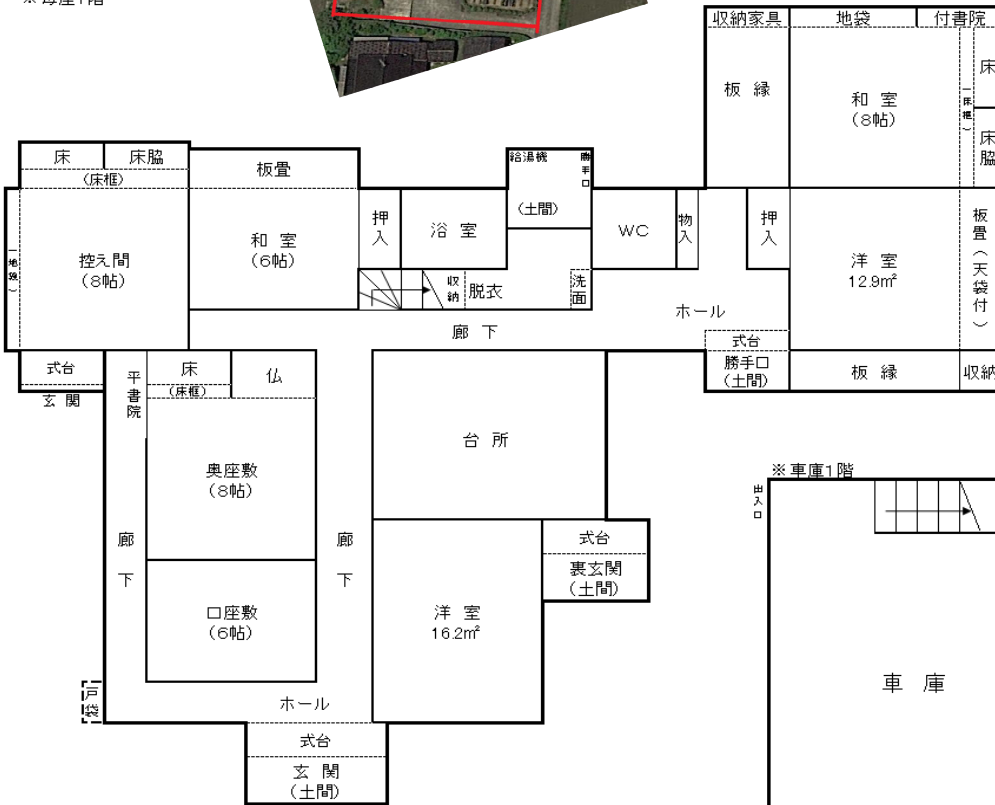 ※母屋1階
収納家具
地袋
付書院
板縁
和室
(8帖)
(床框)
床
床脇
床
床脇
(床框)
板畳
給湯機
勝手口
(土間)
押入
浴室
WC
物入
押入
洋室
12.9㎡
板畳(天袋付)
(地袋)
控え間
(8帖)
和室
(6帖)
収納
脱衣
洗面
ホール
廊下
式台
勝手口
(土間)
板縁
収納
式台
玄関
平書院
床
(床框)
仏
台所
奥座敷
(8帖)
※車庫1階
出入口
廊下
廊下
式台
裏玄関
(土間)
口座敷
(6帖)
洋室
16.2㎡
車庫
戸袋
ホール
式台
玄関
(土間)